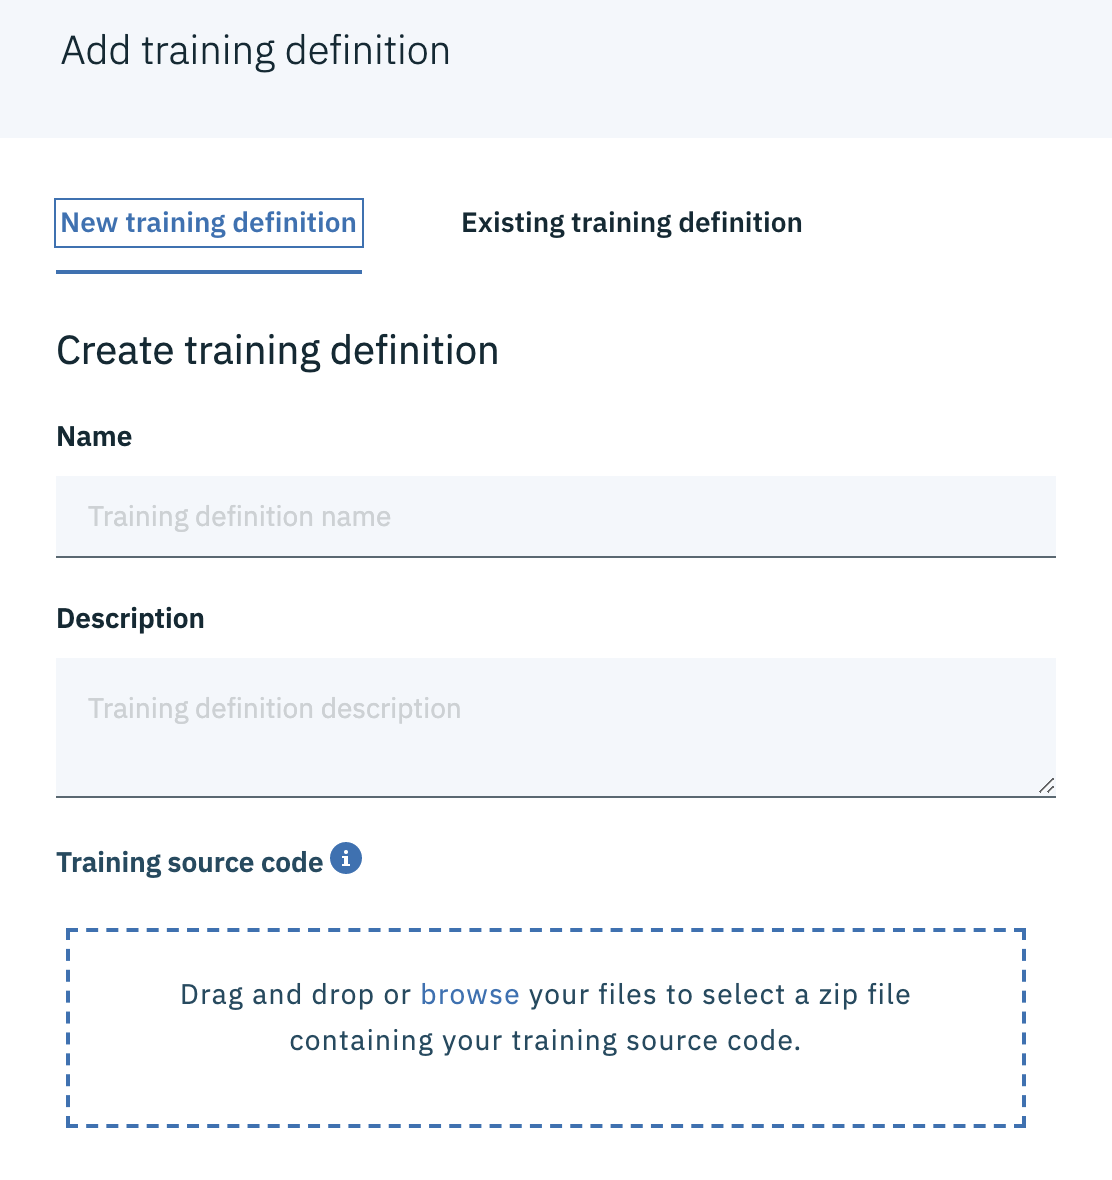 Add training definition
New training definition
Existing training definition
Create training definition
Name
Training definition name
Description
Training definition description
Training source code
Drag and drop or browse your files to select a zip file
containing your training source code.